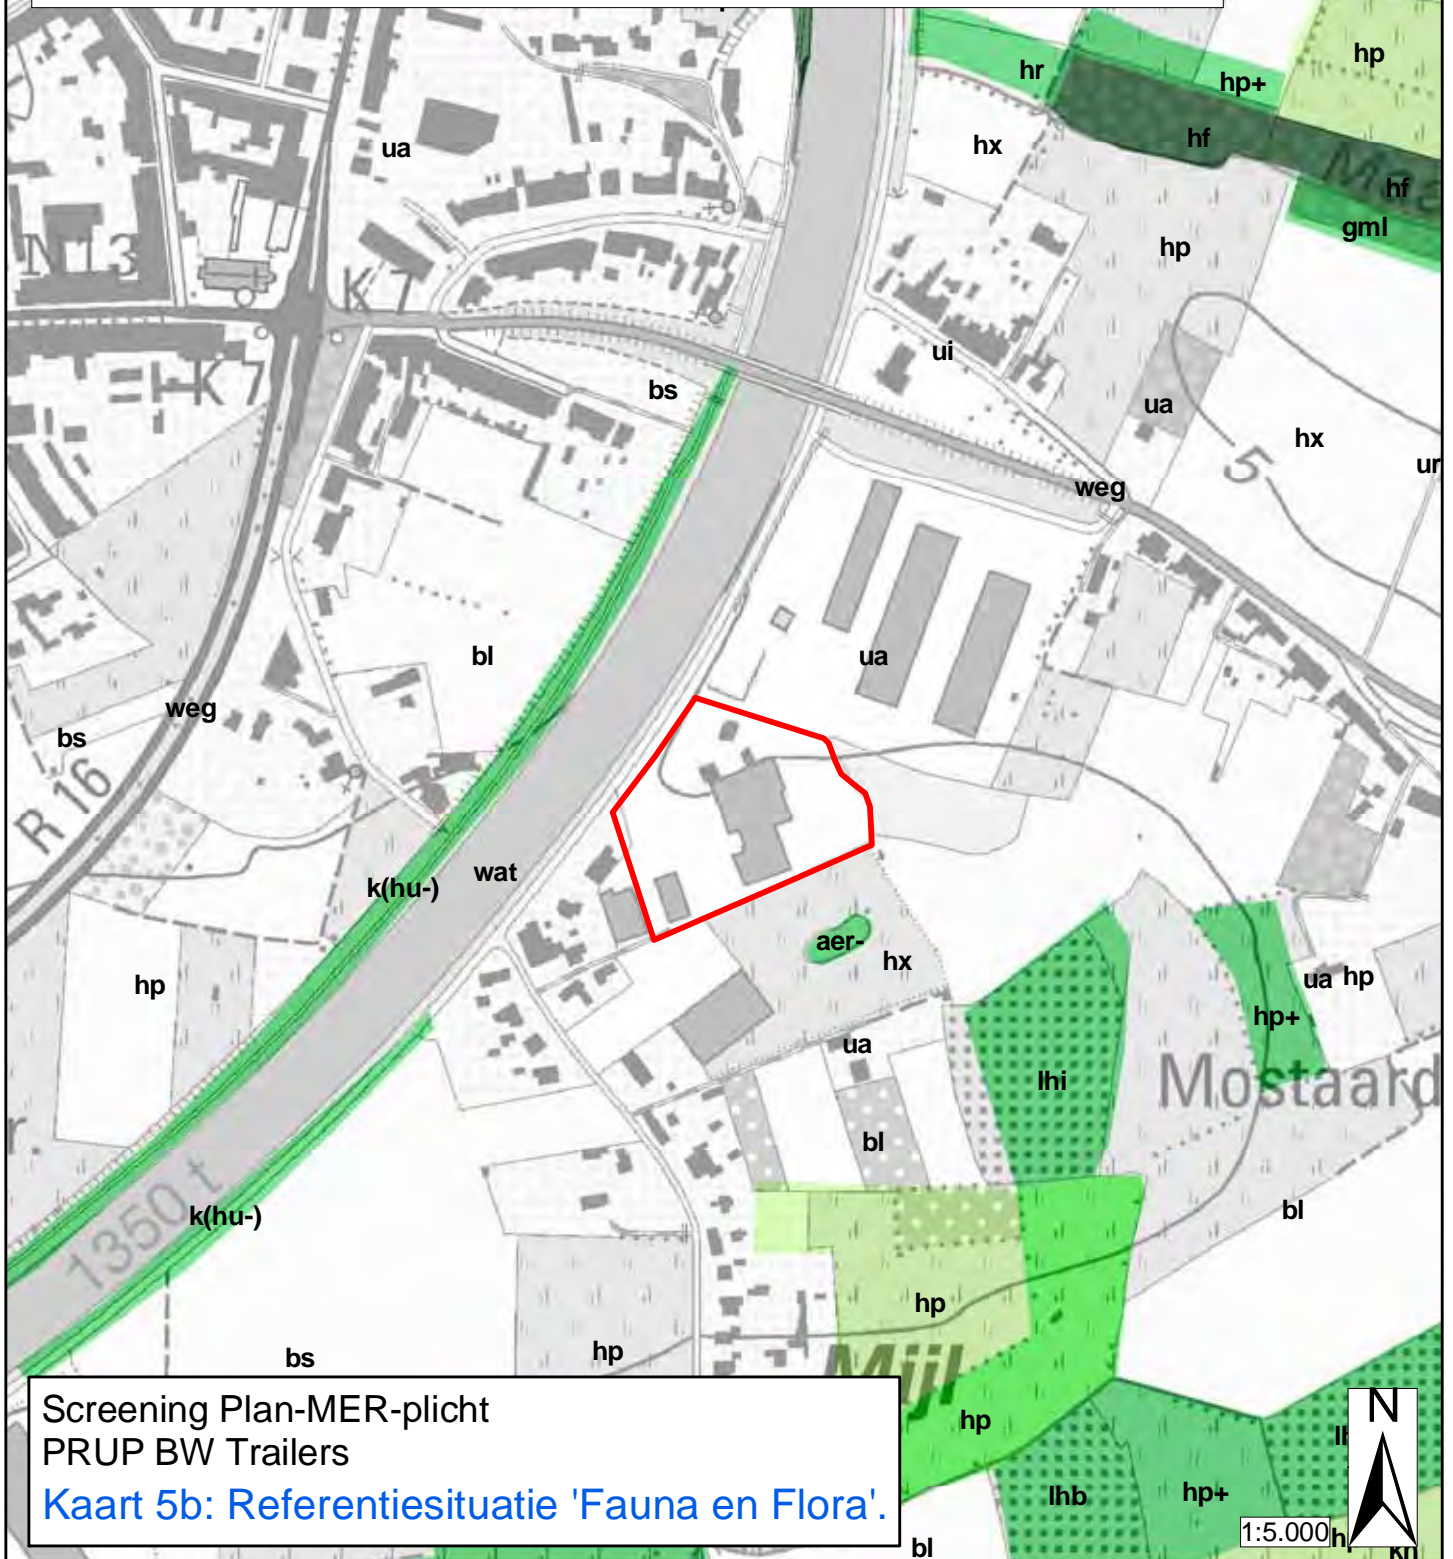 hp
hr
hp+
hf
hx
ua
hf
gml
hp
N13
K7
ui
bs
K7
ua
hx
5
ur
weg
bl
ua
weg
bs
R 16
wat
k(hu-)
aer-
hx
hp
ua hp
hp+
ua
lhi
Mostaard
bl
k(hu-)
bl
1350 t
hp
hp
bs
Mijl
Screening Plan-MER-plicht
PRUP BW Trailers
Kaart 5b: Referentiesituatie 'Fauna en Flora'.
hp
N
lhb
hp+
1:5.000
bl